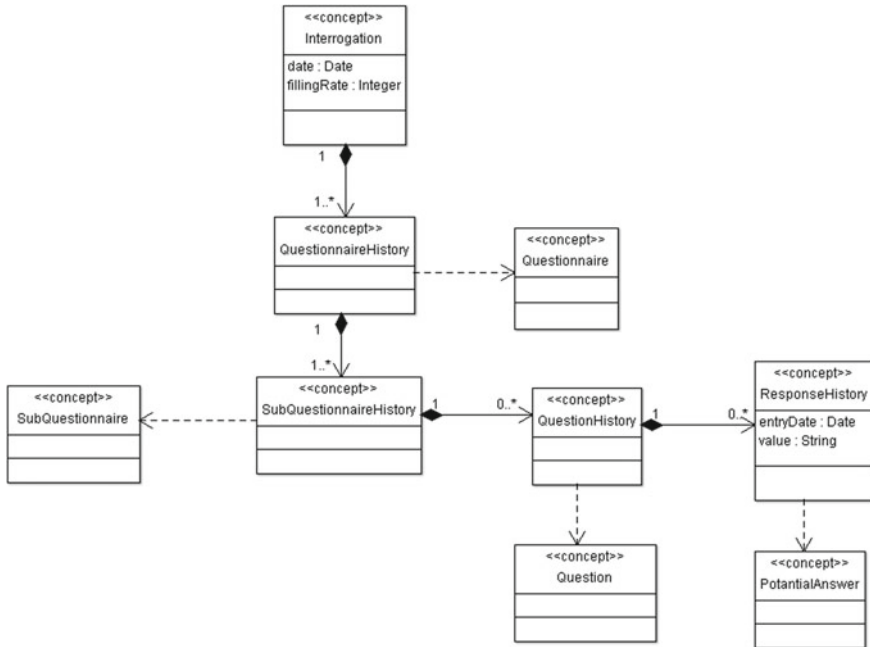 <<concept>>
Interrogation
date : Date
fillingRate : Integer
1
1..*
<<concept>>
QuestionnaireHistory
<<concept>>
Questionnaire
1
1..*
<<concept>>
SubQuestionnaire
<<concept>>
SubQuestionnaireHistory
1
0..*
<<concept>>
QuestionHistory
1
0..*
<<concept>>
ResponseHistory
entryDate : Date
value : String
<<concept>>
Question
<<concept>>
PotantialAnswer